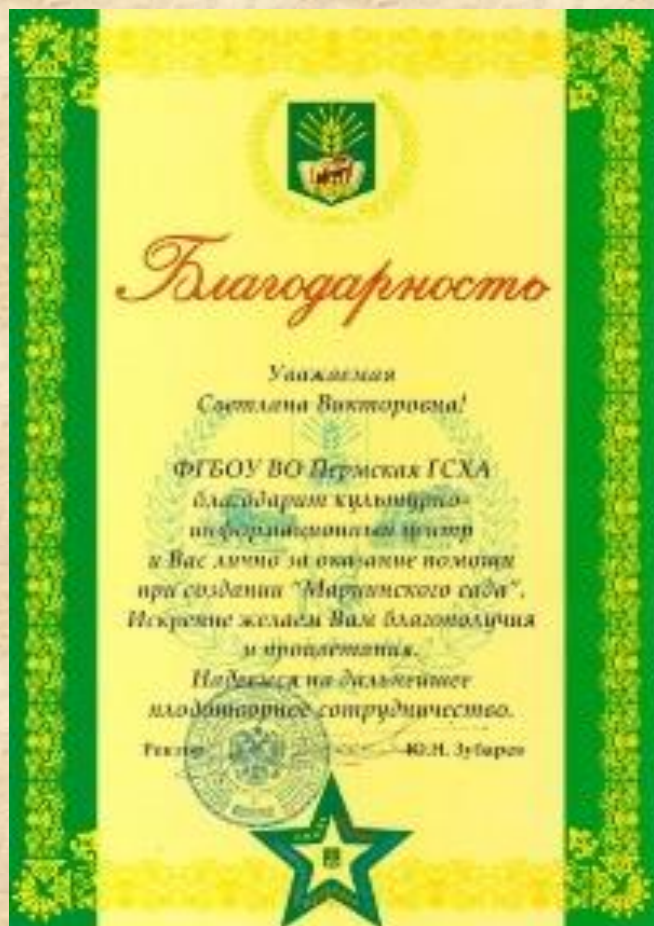 Благодарность
Уважаемая
Светлана Викторовна!
ФГБОУ ВО Пермская ГСХА
благодарит культурно-
информационный центр
и Вас лично за оказание помощи
при создании "Мариинского сада".
Искренне желаем Вам благополучия
и процветания.
Надеемся на дальнейшее
плодотворное сотрудничество.
Ректор Ю.Н. Зубарев